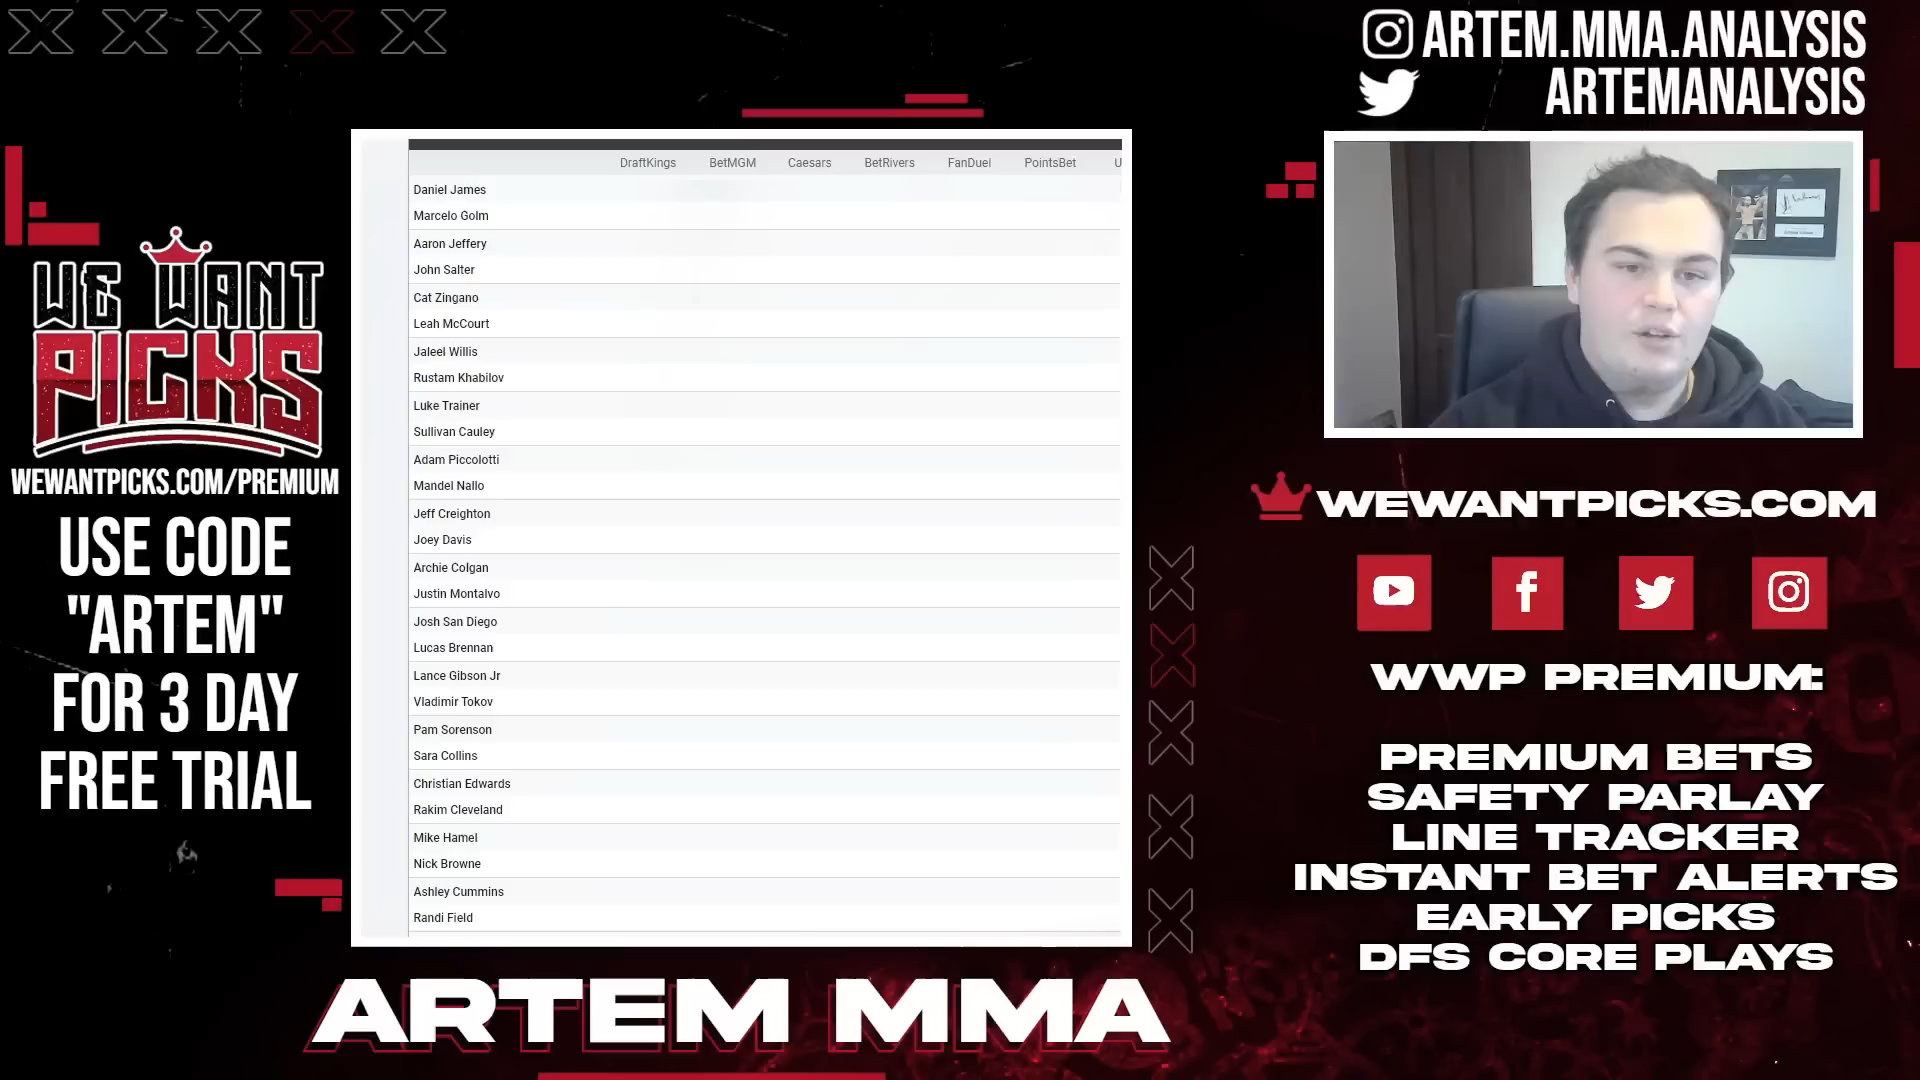 ARTEM.MMA.ANALYSIS
ARTEMANALYSIS
WE WANT
PICKS
WEWANTPICKS.COM/PREMIUM
USE CODE
"ARTEM"
FOR 3 DAY
FREE TRIAL
DraftKings BetMGM Caesars BetRivers FanDuel PointsBet U
Daniel James
Marcelo Golm
Aaron Jeffery
John Salter
Cat Zingano
Leah McCourt
Jaleel Willis
Rustam Khabilov
Luke Trainer
Sullivan Cauley
Adam Piccolotti
Mandel Nallo
Jeff Creighton
Joey Davis
Archie Colgan
Justin Montalvo
Josh San Diego
Lucas Brennan
Lance Gibson Jr
Vladimir Tokov
Pam Sorenson
Sara Collins
Christian Edwards
Rakim Cleveland
Mike Hamel
Nick Browne
Ashley Cummins
Randi Field
WEWANTPICKS.COM
WWP PREMIUM:
PREMIUM BETS
SAFETY PARLAY
LINE TRACKER
INSTANT BET ALERTS
EARLY PICKS
DFS CORE PLAYS
ARTEM MMA